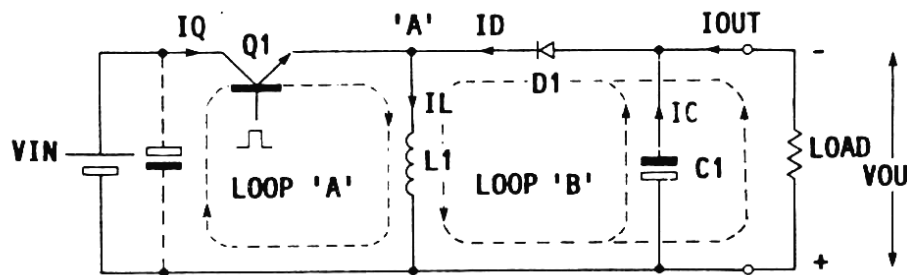 IQ Q1 'A' ID IOUT -
D1
IL IC
VIN L1 C1 LOAD VOU
LOOP 'A' LOOP 'B'
+